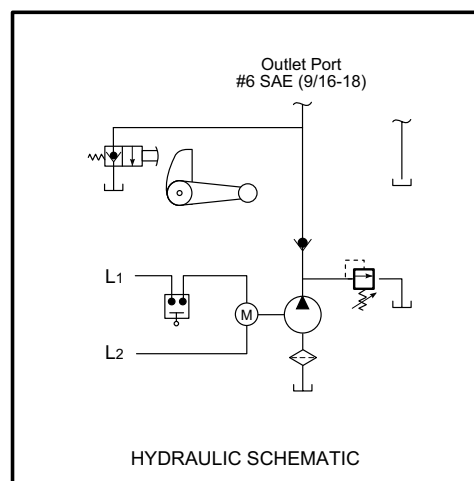 Outlet Port
#6 SAE (9/16-18)
L1
M
L2
HYDRAULIC SCHEMATIC